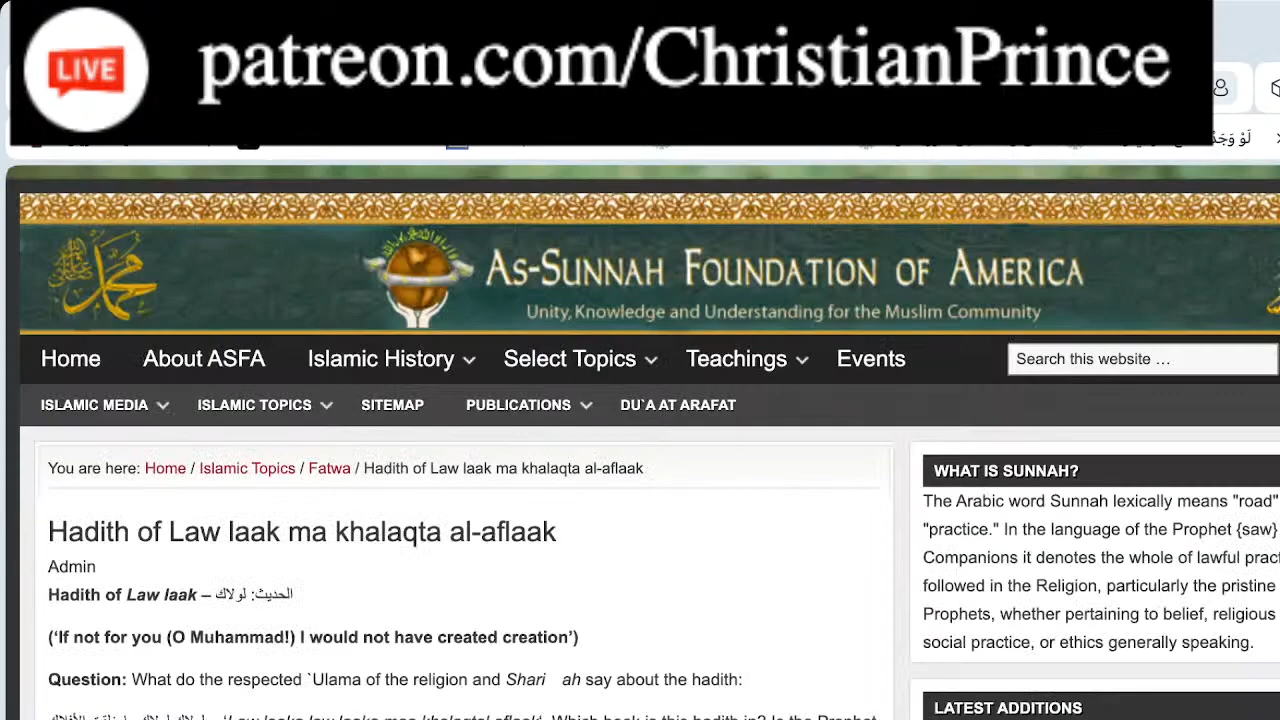 LIVE
patreon.com/ChristianPrince
As-Sunnah Foundation of America
Unity, Knowledge and Understanding for the Muslim Community
Home About ASFA Islamic History Select Topics Teachings Events Search this website ...
ISLAMIC MEDIA ISLAMIC TOPICS SITEMAP PUBLICATIONS DU`A AT ARAFAT
You are here: Home / Islamic Topics / Fatwa / Hadith of Law laak ma khalaqta al-aflaak
Hadith of Law laak ma khalaqta al-aflaak
Admin
Hadith of Law laak – الحديث: لولاك
(‘If not for you (O Muhammad!) I would not have created creation’)
Question: What do the respected `Ulama of the religion and Shari ah say about the hadith:
WHAT IS SUNNAH?
The Arabic word Sunnah lexically means "road"
"practice." In the language of the Prophet {saw}
Companions it denotes the whole of lawful
followed in the Religion, particularly the pristine
Prophets, whether pertaining to belief, religious
social practice, or ethics generally speaking.
LATEST ADDITIONS